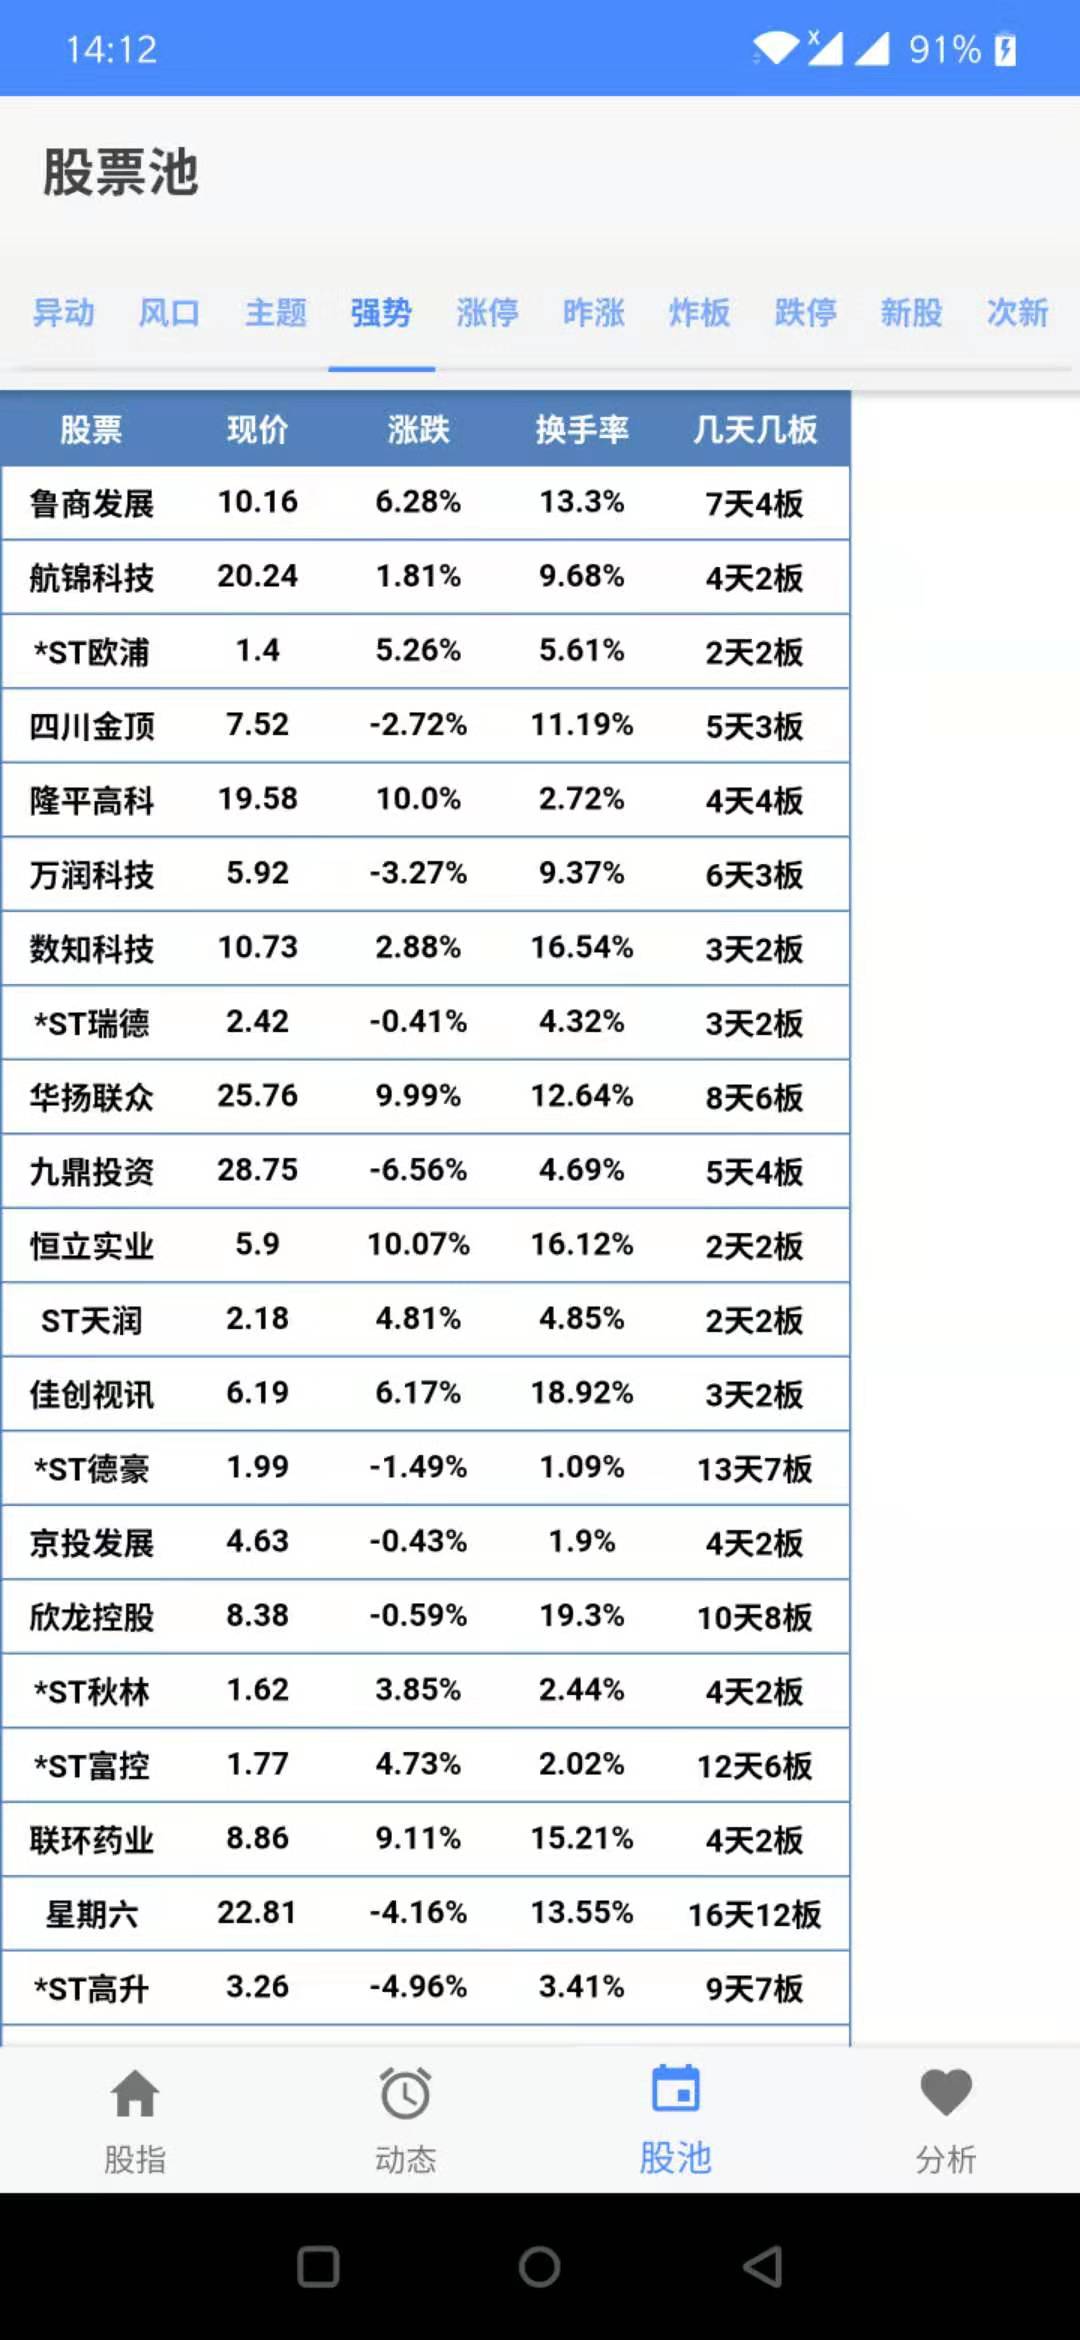 14:12 x 91%
股票池
异动 风口 主题 强势 涨停 昨涨 炸板 跌停 新股 次新
股票 现价 涨跌 换手率 几天几板
鲁商发展 10.16 6.28% 13.3% 7天4板
航锦科技 20.24 1.81% 9.68% 4天2板
*ST欧浦 1.4 5.26% 5.61% 2天2板
四川金顶 7.52 -2.72% 11.19% 5天3板
隆平高科 19.58 10.0% 2.72% 4天4板
万润科技 5.92 -3.27% 9.37% 6天3板
数知科技 10.73 2.88% 16.54% 3天2板
*ST瑞德 2.42 -0.41% 4.32% 3天2板
华扬联众 25.76 9.99% 12.64% 8天6板
九鼎投资 28.75 -6.56% 4.69% 5天4板
恒立实业 5.9 10.07% 16.12% 2天2板
ST天润 2.18 4.81% 4.85% 2天2板
佳创视讯 6.19 6.17% 18.92% 3天2板
*ST德豪 1.99 -1.49% 1.09% 13天7板
京投发展 4.63 -0.43% 1.9% 4天2板
欣龙控股 8.38 -0.59% 19.3% 10天8板
*ST秋林 1.62 3.85% 2.44% 4天2板
*ST富控 1.77 4.73% 2.02% 12天6板
联环药业 8.86 9.11% 15.21% 4天2板
星期六 22.81 -4.16% 13.55% 16天12板
*ST高升 3.26 -4.96% 3.41% 9天7板
股指 动态 股池 分析